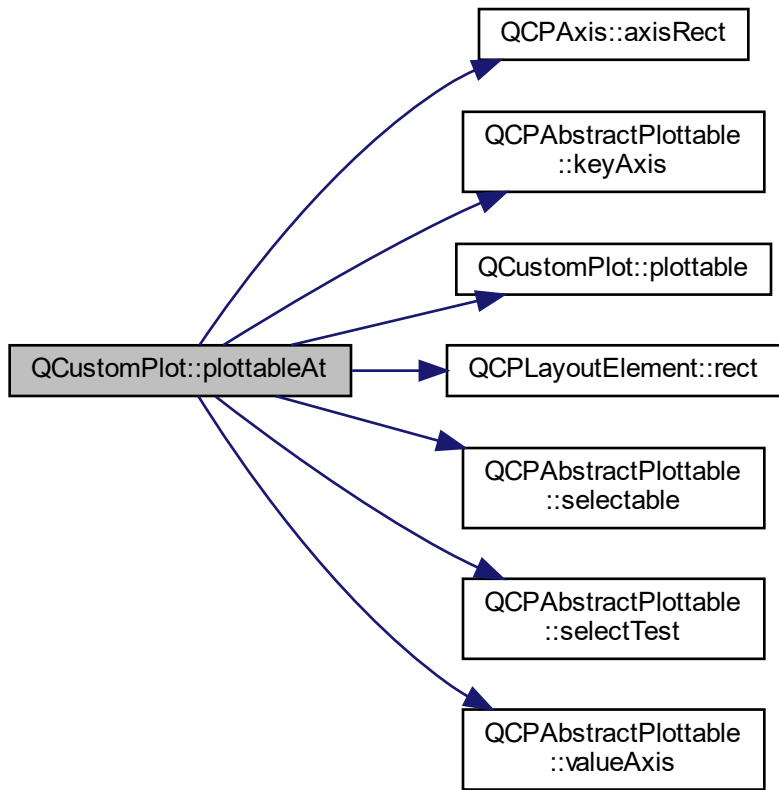 QCPAxis::axisRect
QCPAbstractPlottable
::keyAxis
QCustomPlot::plottable
QCustomPlot::plottableAt
QCPLayoutElement::rect
QCPAbstractPlottable
::selectable
QCPAbstractPlottable
::selectTest
QCPAbstractPlottable
::valueAxis